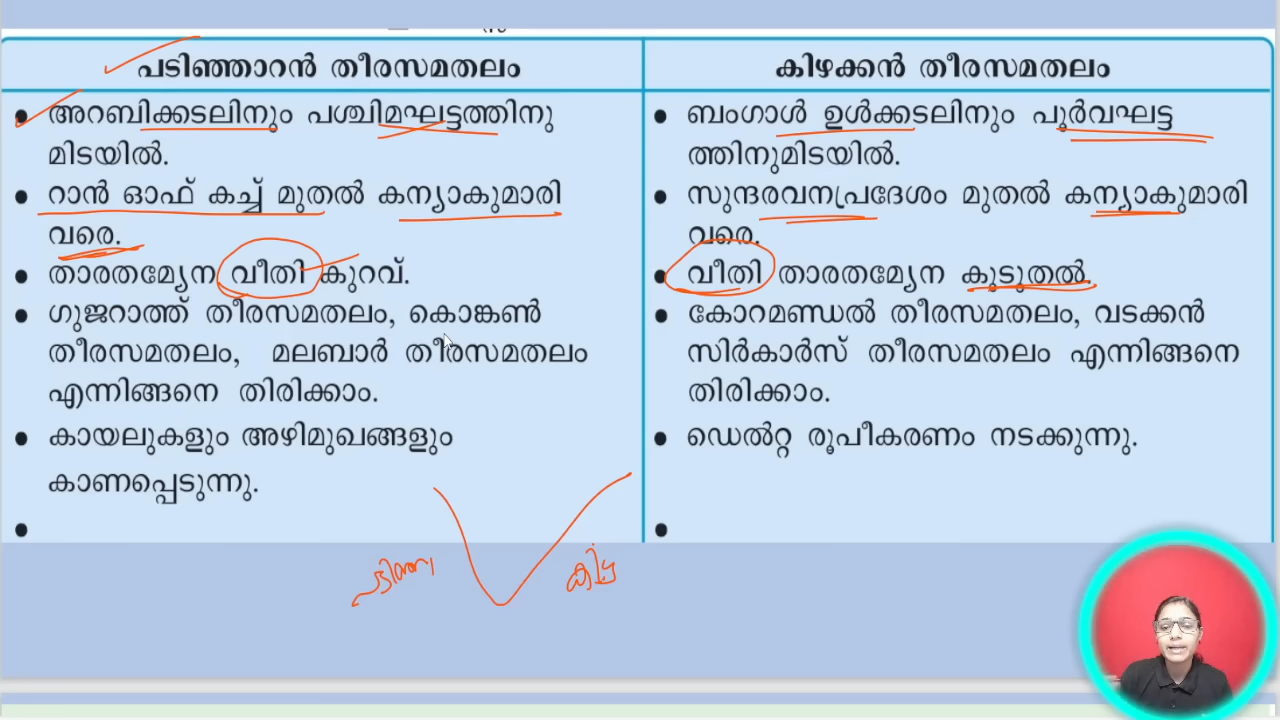 പടിഞ്ഞാറൻ തീരസമതലം
• അറബിക്കടലിനും പശ്ചിമഘട്ടത്തിനു
മിടയിൽ.
• റാൻ ഓഫ് കച്ച് മുതൽ കന്യാകുമാരി
വരെ.
• താരതമ്യേന വീതി കുറവ്.
• ഗുജറാത്ത് തീരസമതലം, കൊങ്കൺ
തീരസമതലം, മലബാർ തീരസമതലം
എന്നിങ്ങനെ തിരിക്കാം.
• കായലുകളും അഴിമുഖങ്ങളും
കാണപ്പെടുന്നു.
•
കിഴക്കൻ തീരസമതലം
• ബംഗാൾ ഉൾക്കടലിനും പൂർവഘട്ട
ത്തിനുമിടയിൽ.
• സുന്ദരവനപ്രദേശം മുതൽ കന്യാകുമാരി
വരെ.
• വീതി താരതമ്യേന കൂടുതൽ.
• കോറമണ്ഡൽ തീരസമതലം, വടക്കൻ
സിർകാർസ് തീരസമതലം എന്നിങ്ങനെ
തിരിക്കാം.
• ഡെൽറ്റ രൂപീകരണം നടക്കുന്നു.
•